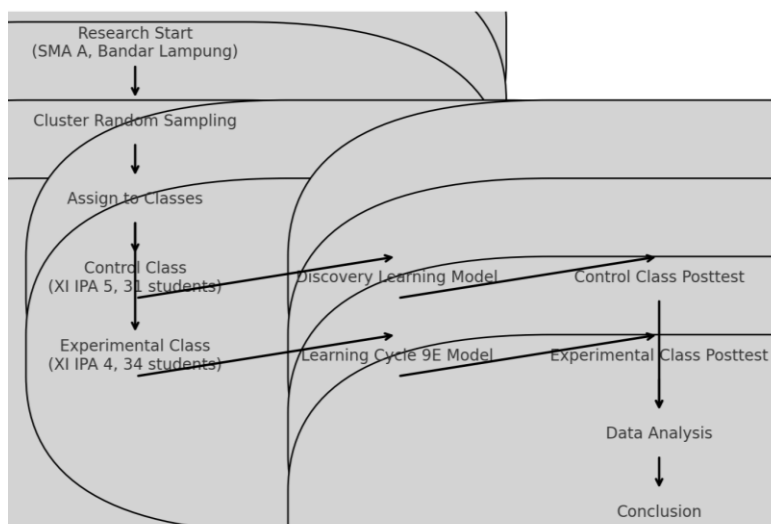 Research Start
(SMA A, Bandar Lampung)
Cluster Random Sampling
Assign to Classes
Control Class
(XI IPA 5, 31 students)
Discovery Learning Model
Control Class Posttest
Experimental Class
(XI IPA 4, 34 students)
Learning Cycle 9E Model
Experimental Class Posttest
Data Analysis
Conclusion